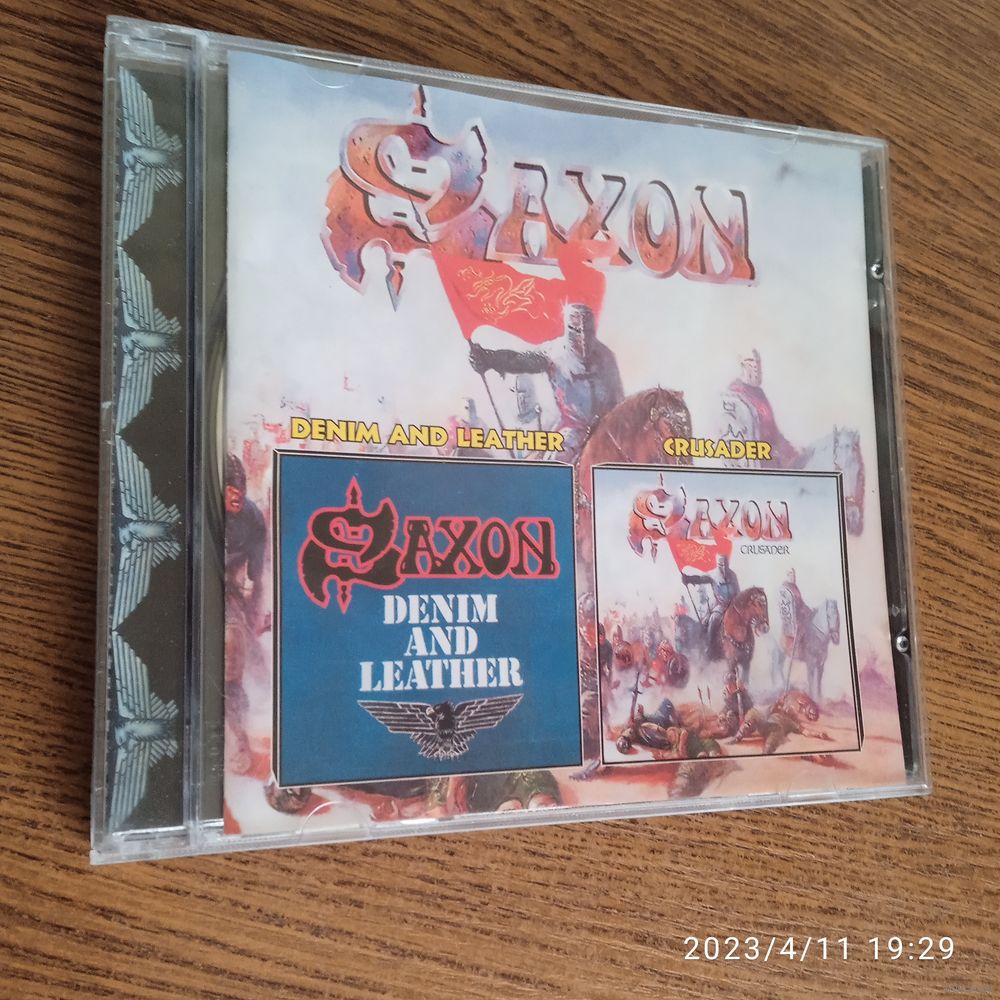 SAXON
DENIM AND LEATHER
CRUSADER
SAXON
DENIM
AND
LEATHER
SAXON
CRUSADER
2023/4/11 19:29